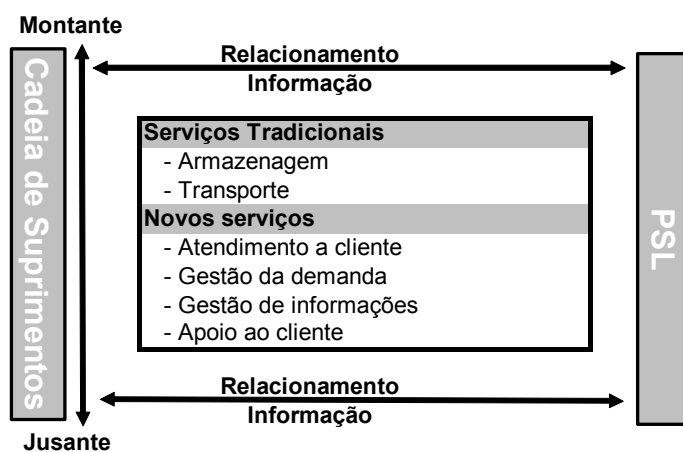 Montante
Relacionamento
Informação
Cadeia de Suprimentos
Serviços Tradicionais
- Armazenagem
- Transporte
Novos serviços
- Atendimento a cliente
- Gestão da demanda
- Gestão de informações
- Apoio ao cliente
PSL
Relacionamento
Informação
Jusante